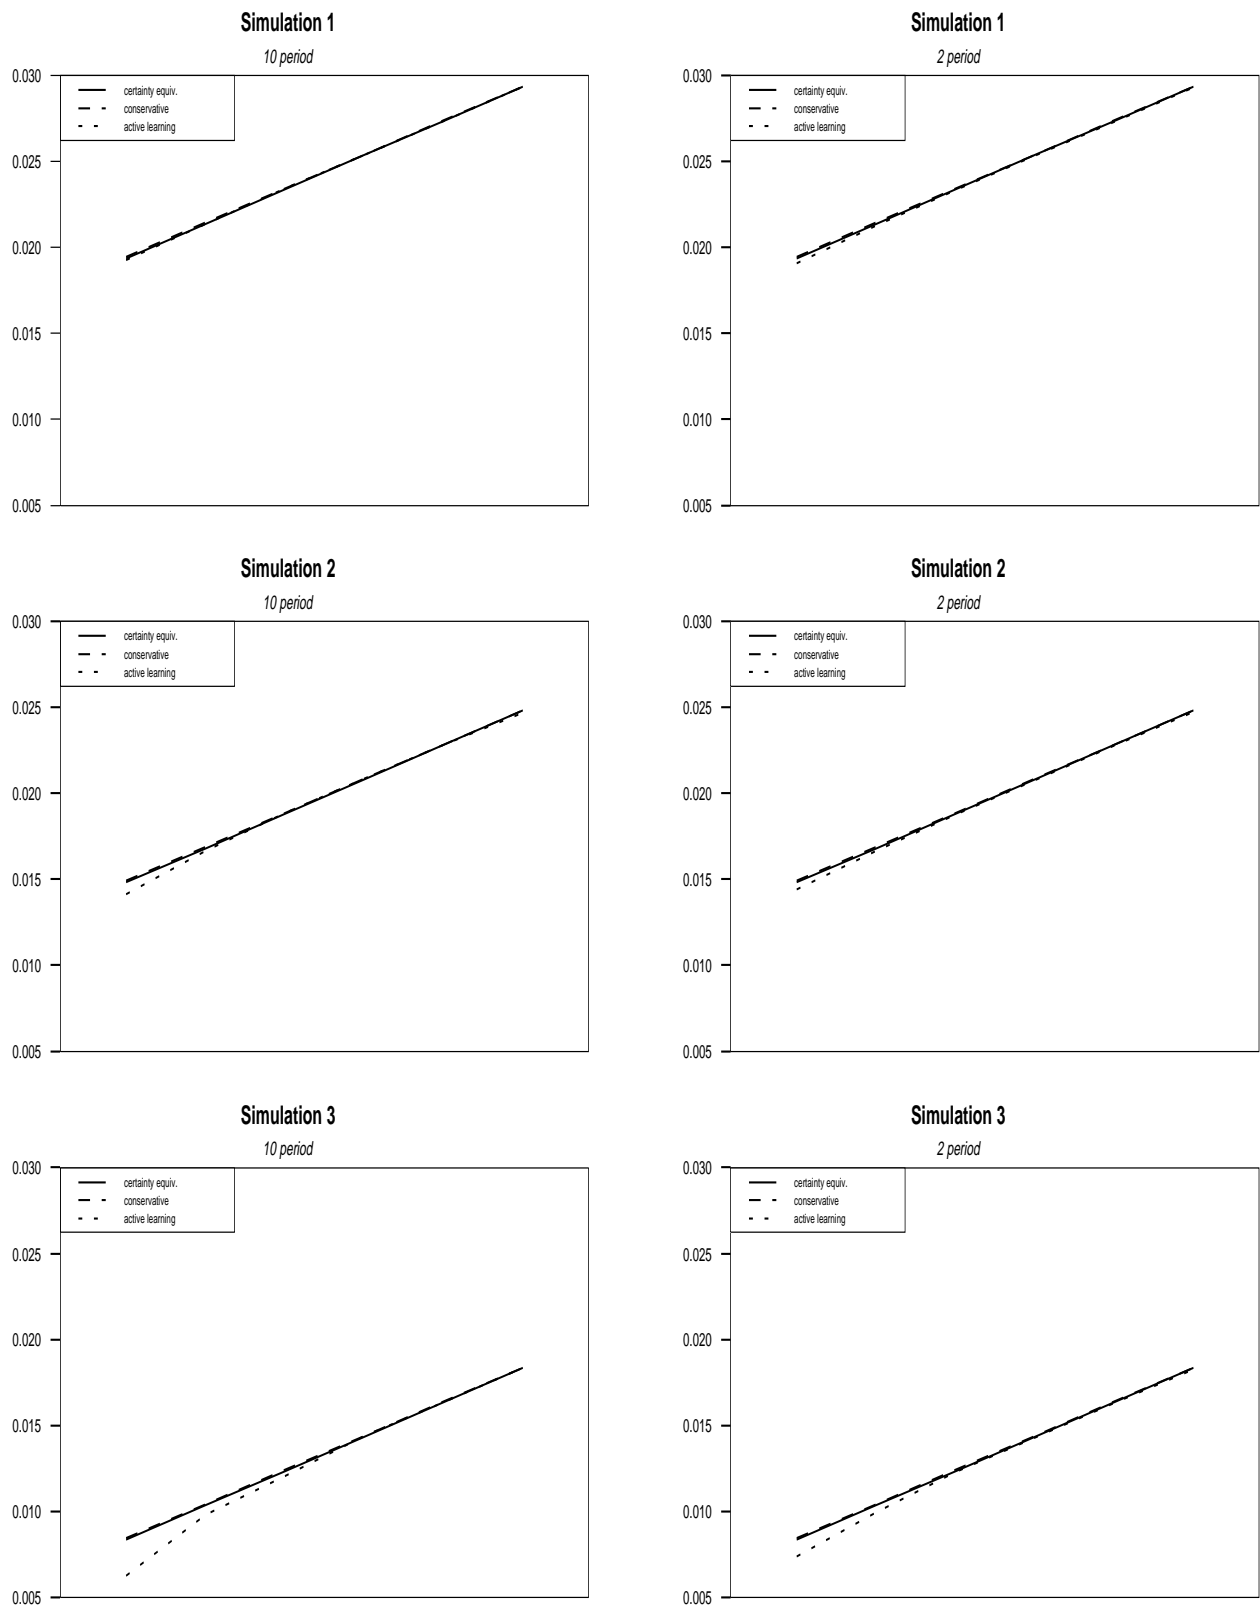 Simulation 1
10 period
0.030
certainty equiv.
conservative
active learning
0.025
0.020
0.015
0.010
0.005
Simulation 1
2 period
0.030
certainty equiv.
conservative
active learning
0.025
0.020
0.015
0.010
0.005
Simulation 2
10 period
0.030
certainty equiv.
conservative
active learning
0.025
0.020
0.015
0.010
0.005
Simulation 2
2 period
0.030
certainty equiv.
conservative
active learning
0.025
0.020
0.015
0.010
0.005
Simulation 3
10 period
0.030
certainty equiv.
conservative
active learning
0.025
0.020
0.015
0.010
0.005
Simulation 3
2 period
0.030
certainty equiv.
conservative
active learning
0.025
0.020
0.015
0.010
0.005